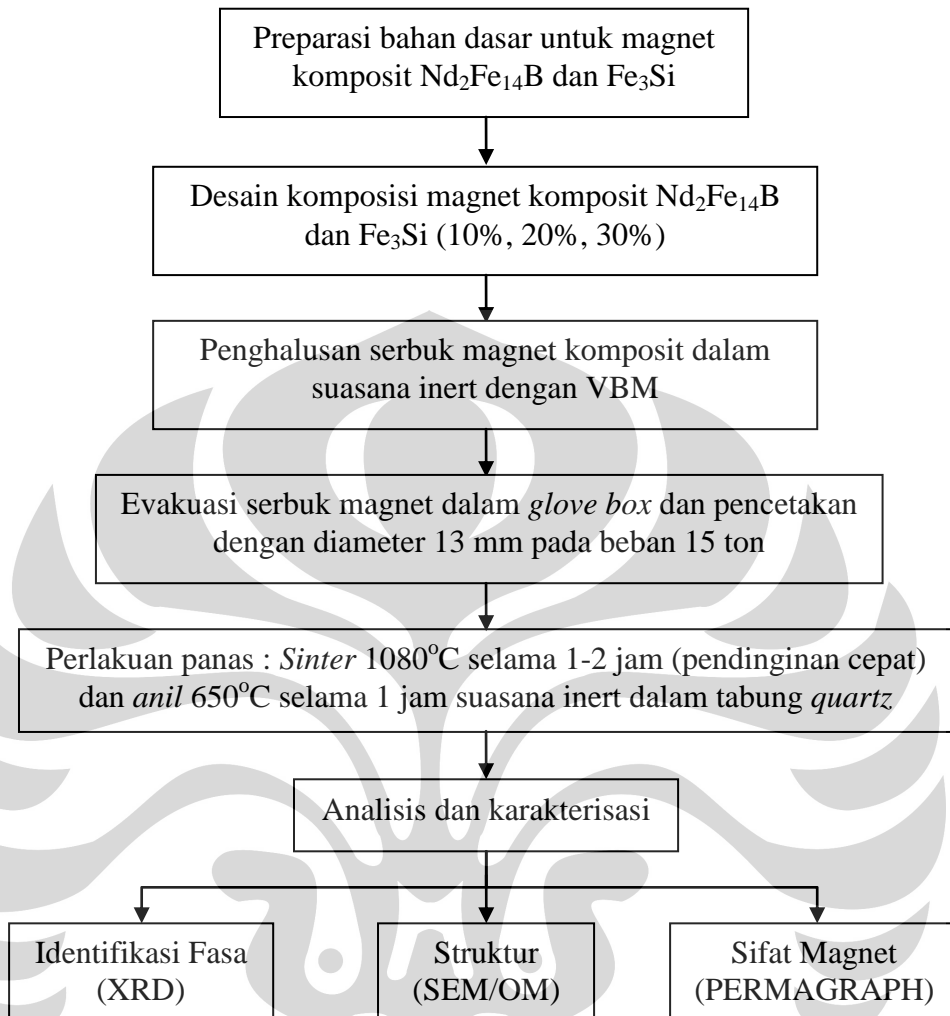 Preparasi bahan dasar untuk magnet
komposit Nd₂Fe₁₄B dan Fe₃Si
Desain komposisi magnet komposit Nd₂Fe₁₄B
dan Fe₃Si (10%, 20%, 30%)
Penghalusan serbuk magnet komposit dalam
suasana inert dengan VBM
Evakuasi serbuk magnet dalam glove box dan pencetakan
dengan diameter 13 mm pada beban 15 ton
Perlakuan panas : Sinter 1080°C selama 1-2 jam (pendinginan cepat)
dan anil 650°C selama 1 jam suasana inert dalam tabung quartz
Analisis dan karakterisasi
Identifikasi Fasa
(XRD)
Struktur
(SEM/OM)
Sifat Magnet
(PERMAGRAPH)